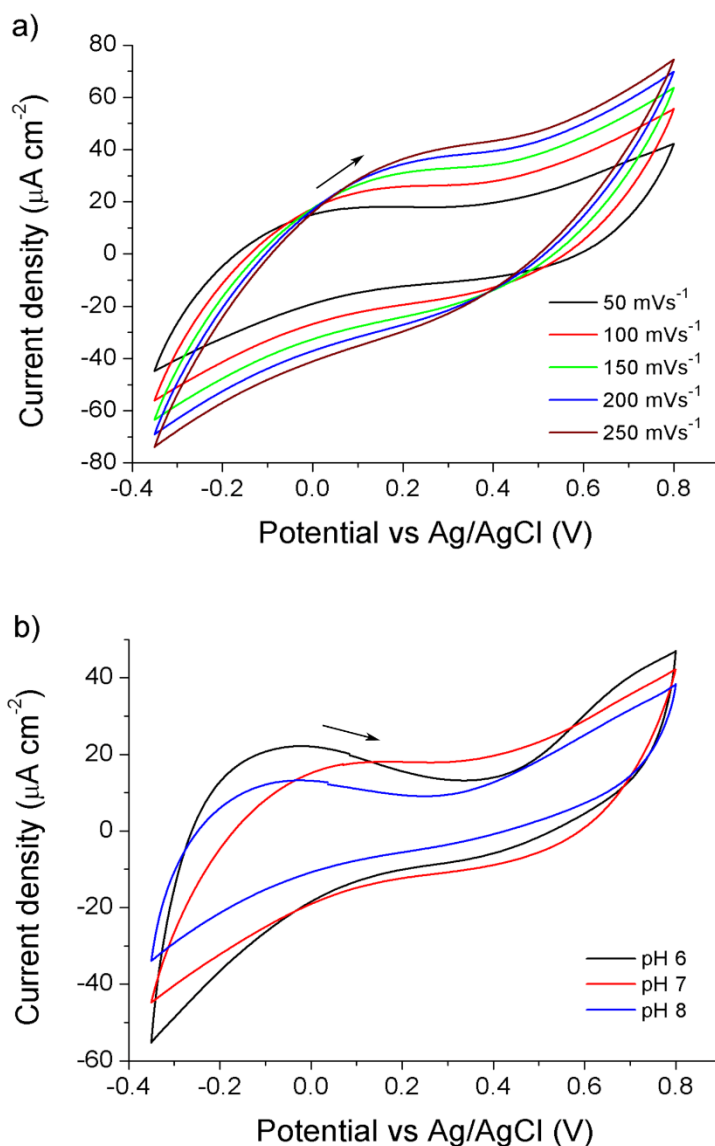 a)
80
60
40
20
0
-20
-40
-60
-80
-0.4 -0.2 0.0 0.2 0.4 0.6 0.8
Current density (μA cm⁻²)
Potential vs Ag/AgCl (V)
50 mVs⁻¹
100 mVs⁻¹
150 mVs⁻¹
200 mVs⁻¹
250 mVs⁻¹
b)
40
20
0
-20
-40
-60
-0.4 -0.2 0.0 0.2 0.4 0.6 0.8
Current density (μA cm⁻²)
Potential vs Ag/AgCl (V)
pH 6
pH 7
pH 8